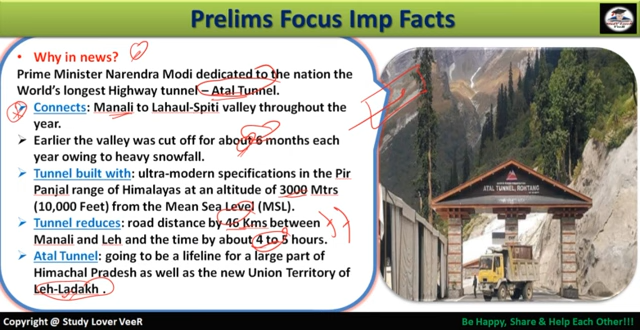 Prelims Focus Imp Facts
• Why in news?
Prime Minister Narendra Modi dedicated to the nation the
World's longest Highway tunnel – Atal Tunnel.
Connects: Manali to Lahaul-Spiti valley throughout the
year.
➤ Earlier the valley was cut off for about 6 months each
year owing to heavy snowfall.
➤ Tunnel built with: ultra-modern specifications in the Pir
Panjal range of Himalayas at an altitude of 3000 Mtrs
(10,000 Feet) from the Mean Sea Level (MSL).
➤ Tunnel reduces: road distance by 46 Kms between
Manali and Leh and the time by about 4 to 5 hours.
➤ Atal Tunnel: going to be a lifeline for a large part of
Himachal Pradesh as well as the new Union Territory of
Leh-Ladakh .
ATAL TUNNEL, ROHTANG
Copyright @ Study Lover VeeR
Be Happy, Share & Help Each Other!!!